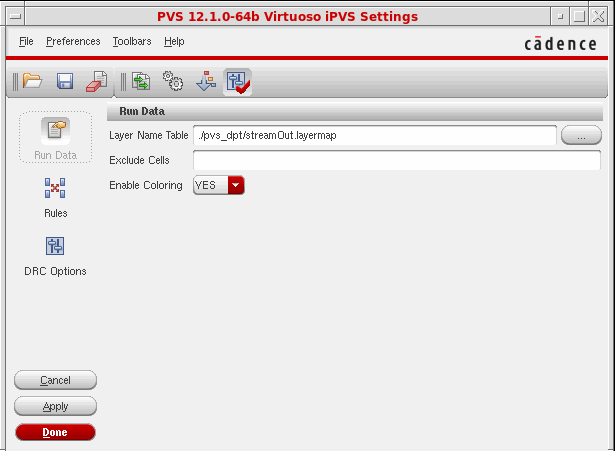 PVS 12.1.0-64b Virtuoso iPVS Settings
File Preferences Toolbars Help
cādence
Run Data
Run Data
Layer Name Table ./pvs_dpt/streamOut.layermap ...
Exclude Cells
Enable Coloring YES
Rules
DRC Options
Cancel
Apply
Done